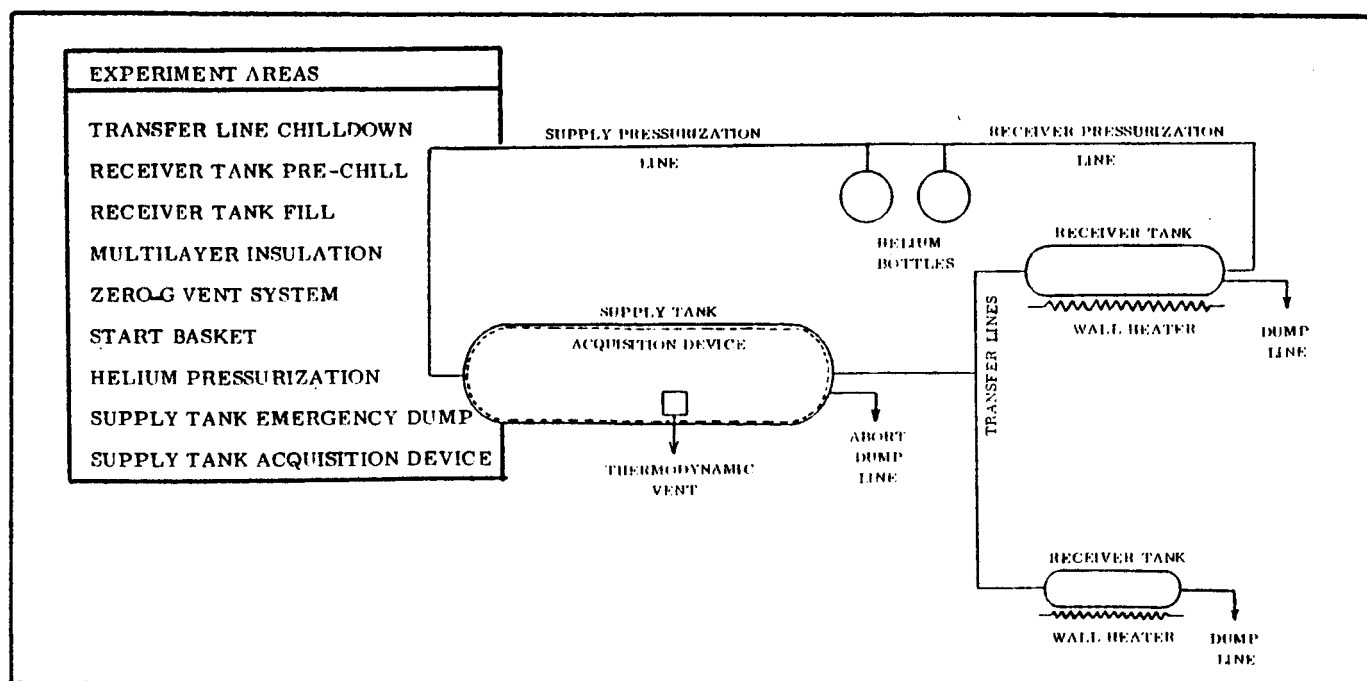 EXPERIMENT AREAS
TRANSFER LINE CHILLDOWN
RECEIVER TANK PRE-CHILL
RECEIVER TANK FILL
MULTILAYER INSULATION
ZERO-G VENT SYSTEM
START BASKET
HELIUM PRESSURIZATION
SUPPLY TANK EMERGENCY DUMP
SUPPLY TANK ACQUISITION DEVICE
SUPPLY PRESSURIZATION
LINE
RECEIVER PRESSURIZATION
LINE
HELIUM
BOTTLES
RECEIVER TANK
WALL HEATER
DUMP
LINE
SUPPLY TANK
ACQUISITION DEVICE
THERMODYNAMIC
VENT
ABORT
DUMP
LINE
TRANSFER LINES
RECEIVER TANK
WALL HEATER
DUMP
LINE